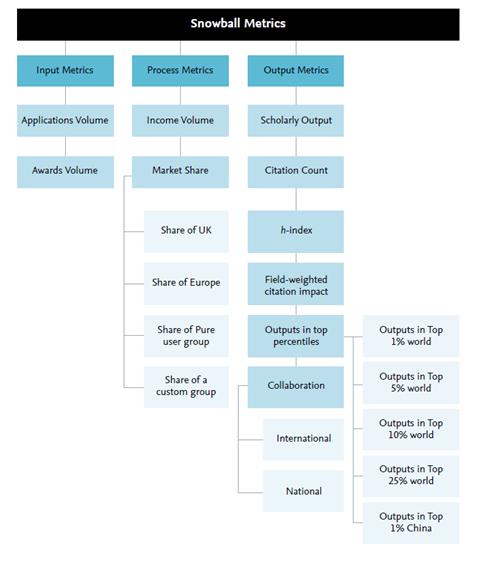 Snowball Metrics
Input Metrics
Process Metrics
Output Metrics
Applications Volume
Income Volume
Scholarly Output
Awards Volume
Market Share
Citation Count
Share of UK
h-index
Share of Europe
Field-weighted
citation impact
Share of Pure
user group
Outputs in top
percentiles
Outputs in Top
1% world
Share of a
custom group
Collaboration
Outputs in Top
5% world
International
Outputs in Top
10% world
National
Outputs in Top
25% world
Outputs in Top
1% China